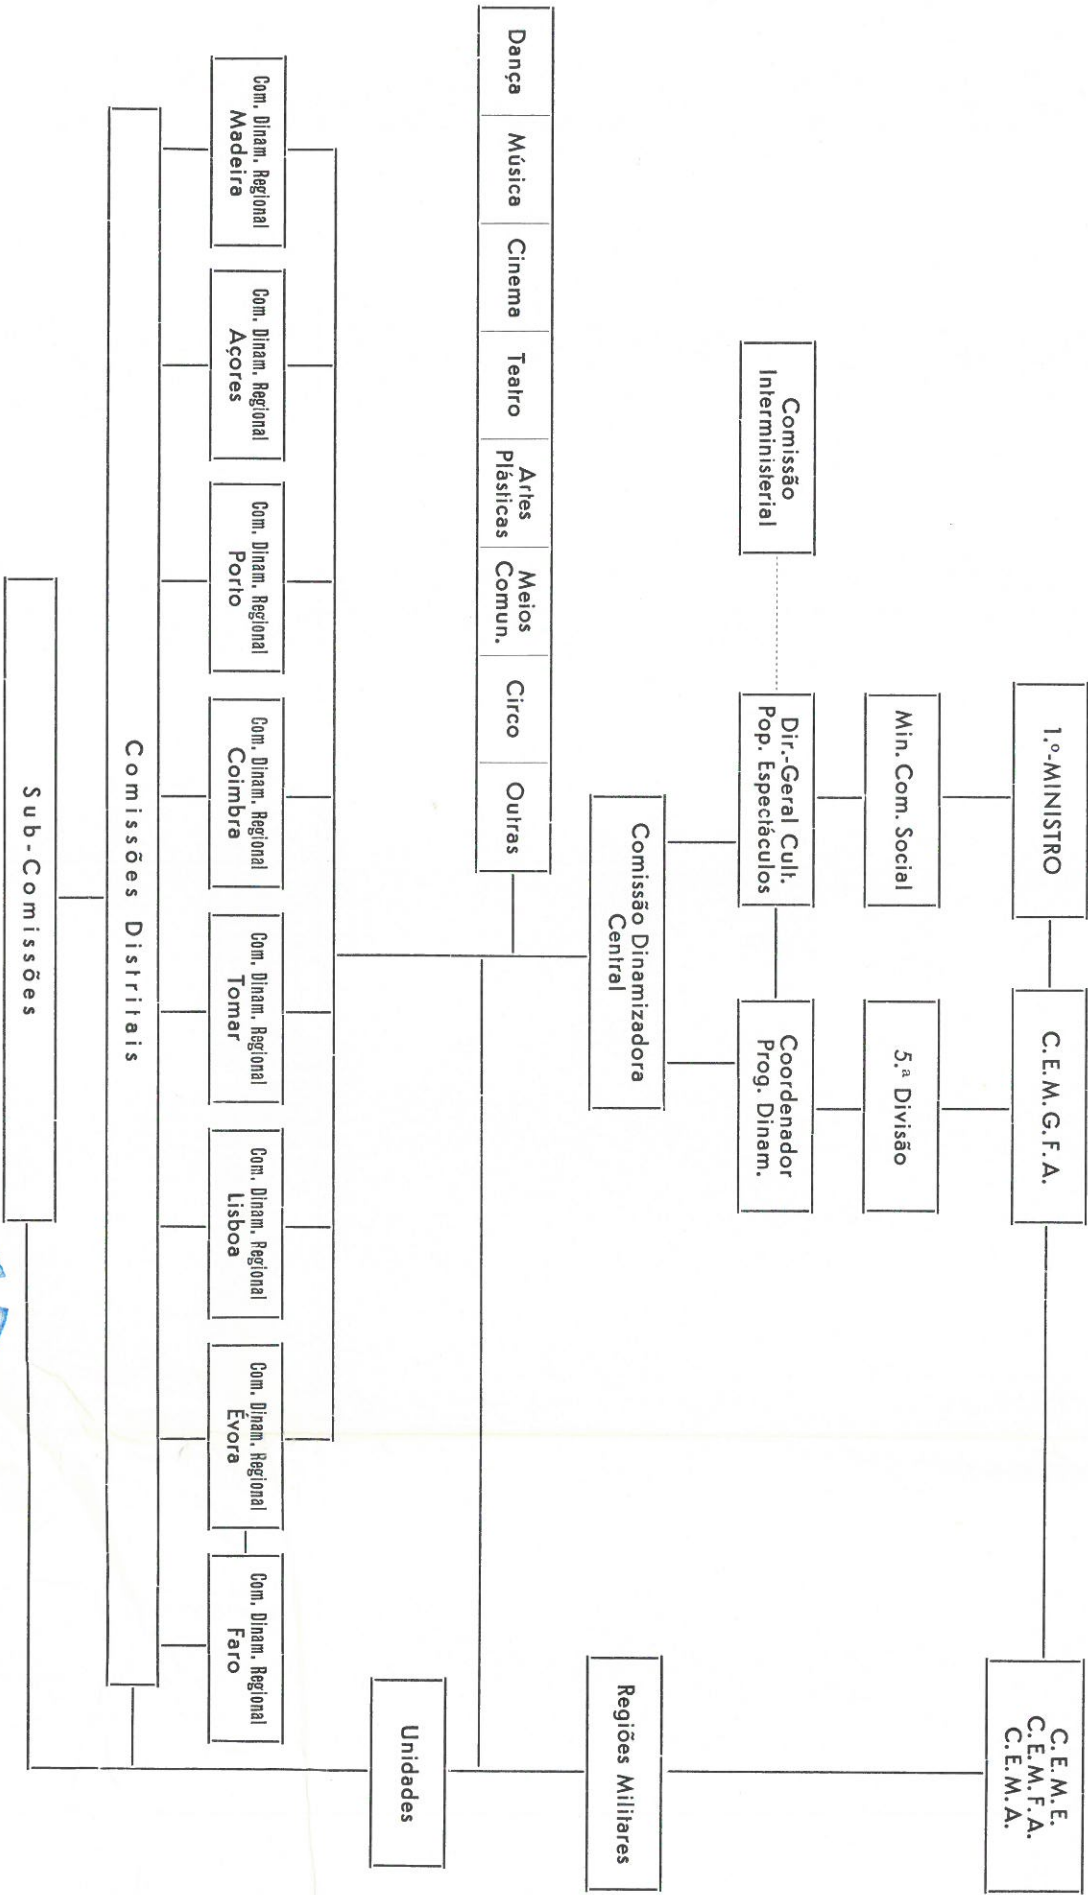 1.º-MINISTRO
C. E. M. G. F. A.
C. E. M. E.
C. E. M. F. A.
C. E. M. A.
Min. Com. Social
5.ª Divisão
Comissão
Interministerial
Dir.-Geral Cult.
Pop. Espectáculos
Coordenador
Prog. Dinam.
Comissão Dinamizadora
Central
Regiões Militares
Dança
Música
Cinema
Teatro
Artes
Plásticas
Meios
Comun.
Circo
Outras
Unidades
Com. Dinam. Regional
Madeira
Com. Dinam. Regional
Açores
Com. Dinam. Regional
Porto
Com. Dinam. Regional
Coimbra
Com. Dinam. Regional
Tomar
Com. Dinam. Regional
Lisboa
Com. Dinam. Regional
Évora
Com. Dinam. Regional
Faro
Comissões Distritais
Sub-Comissões